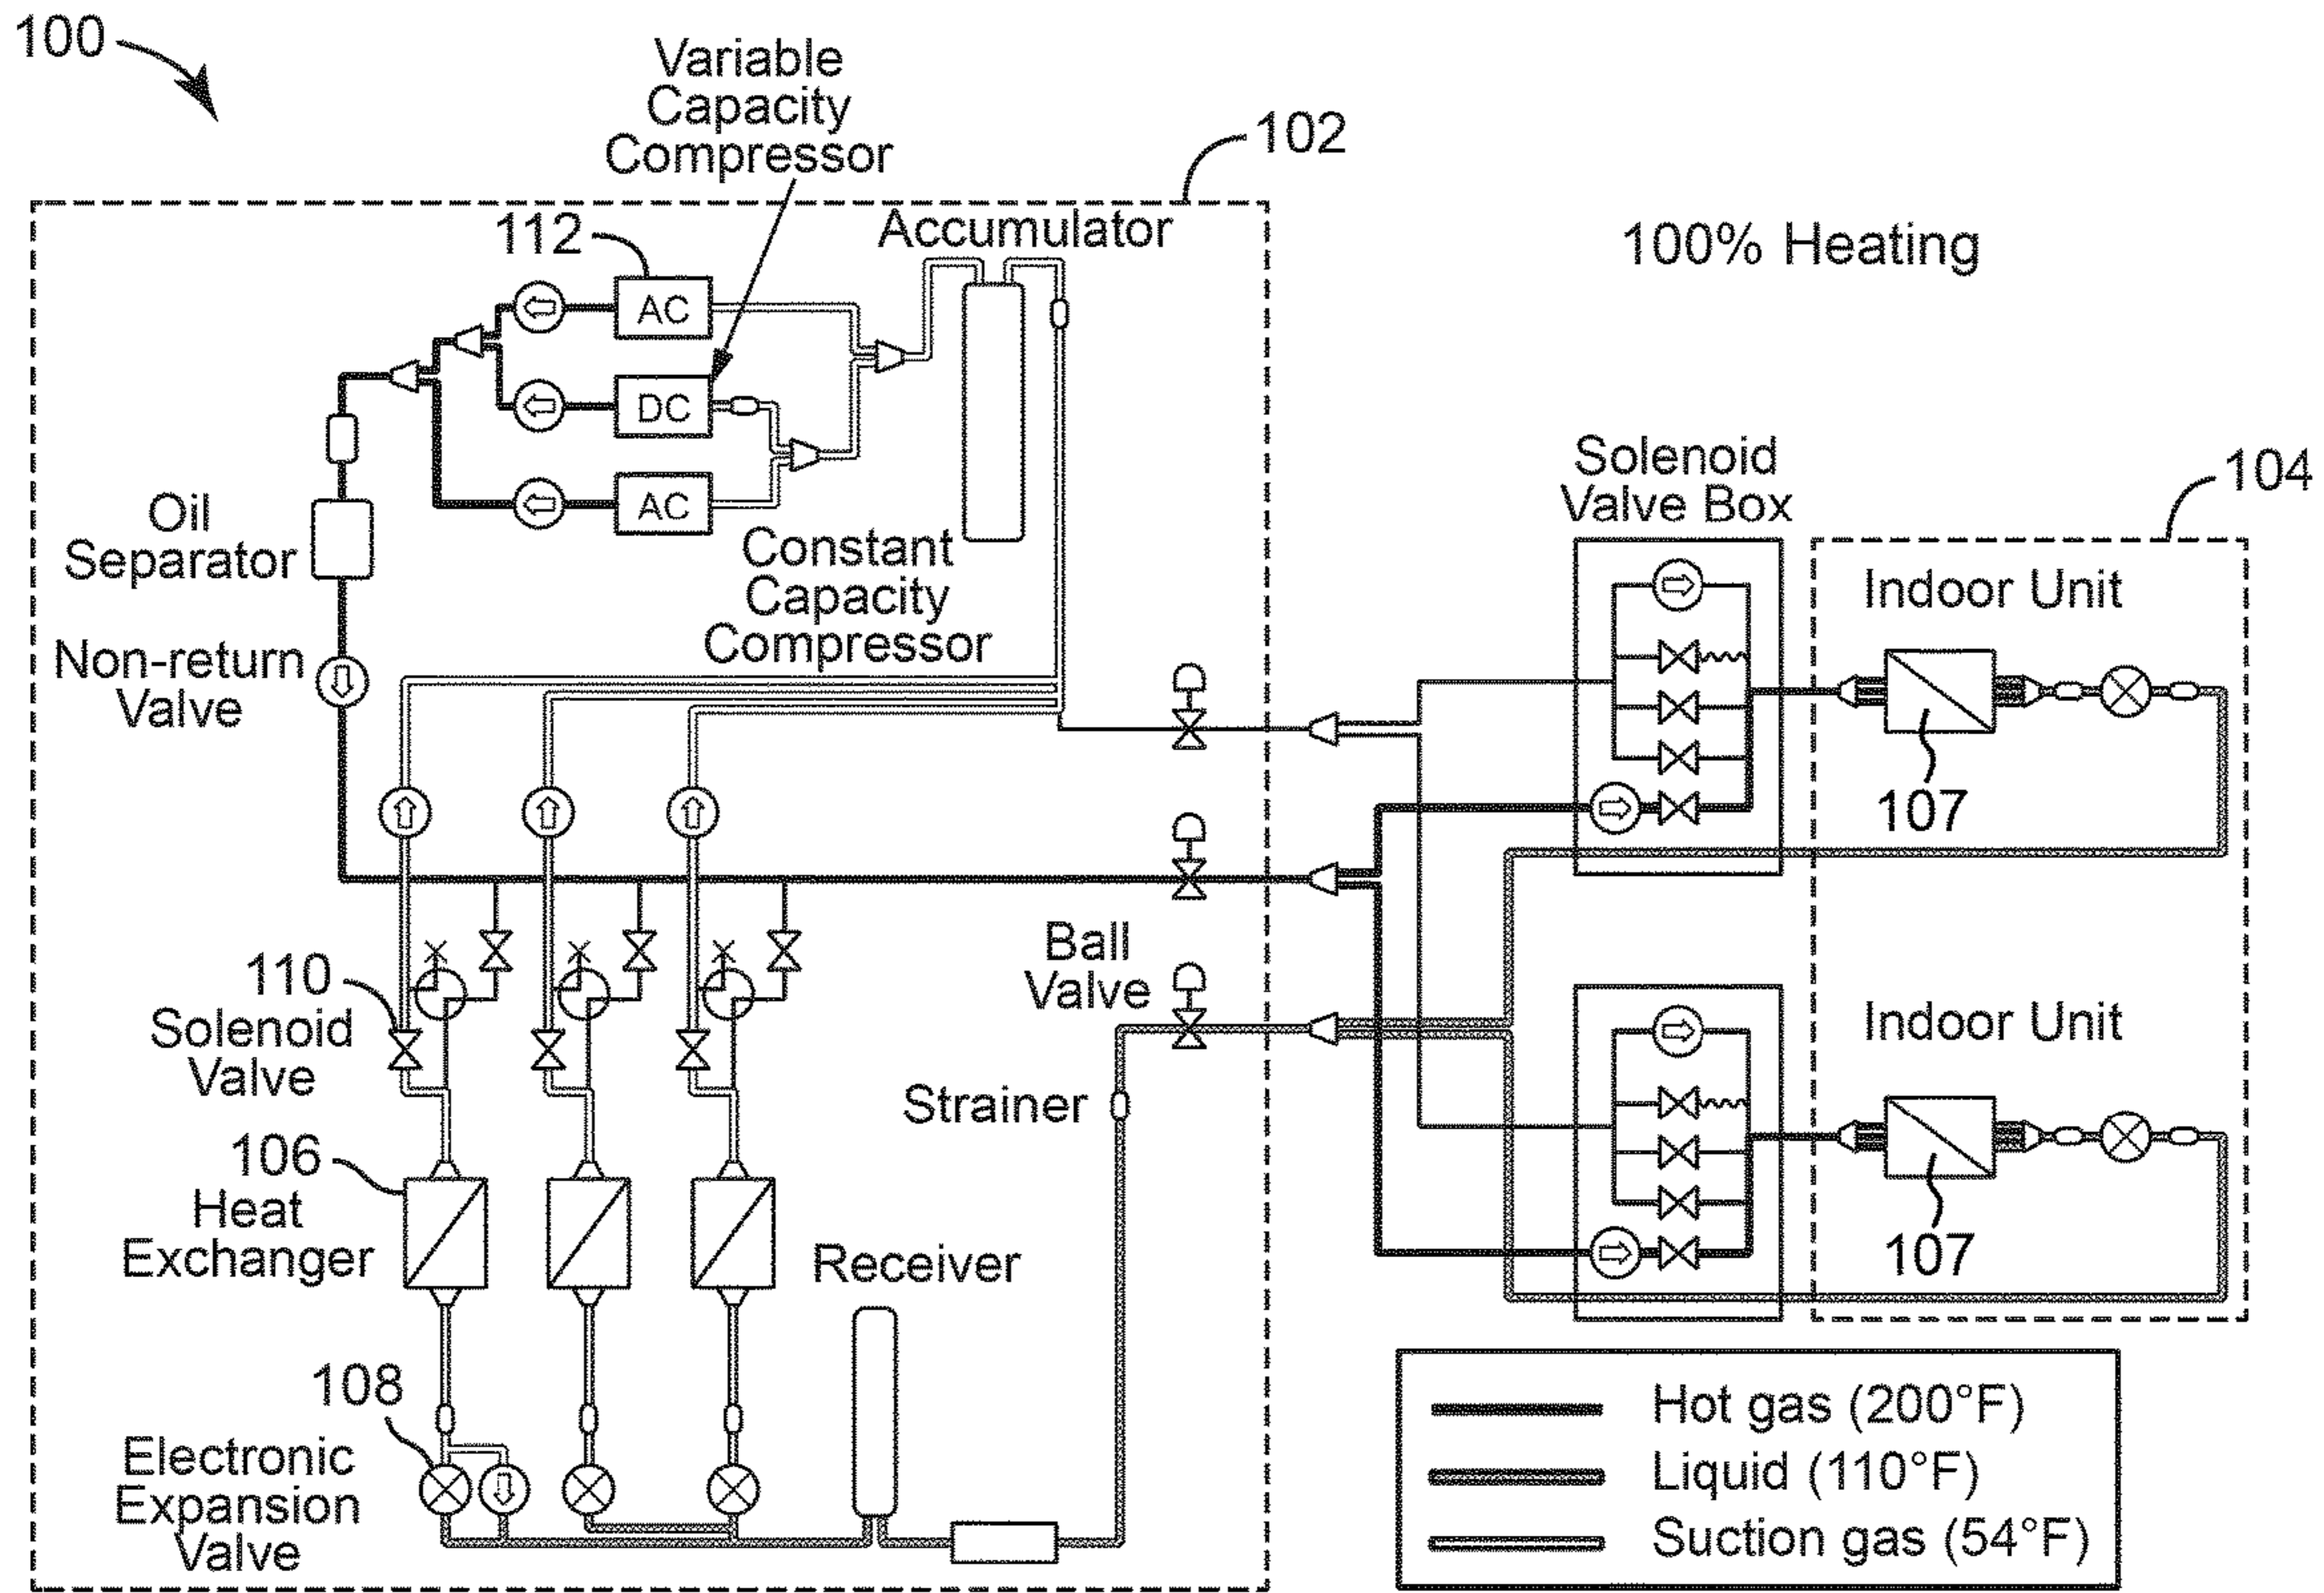 100
Variable
Capacity
Compressor
102
112
Accumulator
100% Heating
AC
DC
AC
Solenoid
Valve Box
104
Oil
Separator
Constant
Capacity
Compressor
Indoor Unit
Non-return
Valve
107
Ball
Valve
110
Solenoid
Valve
Indoor Unit
Strainer
106
Heat
Exchanger
Receiver
107
108
Electronic
Expansion
Valve
Hot gas (200°F)
Liquid (110°F)
Suction gas (54°F)